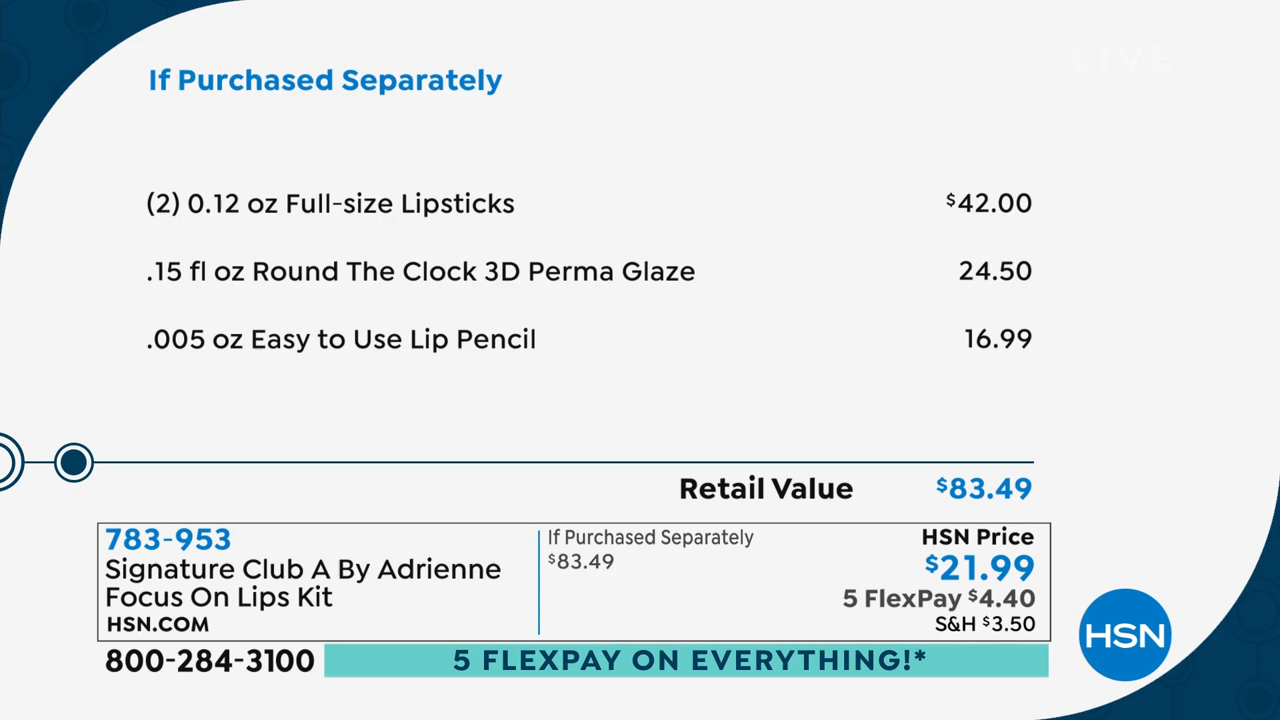 LIVE
If Purchased Separately
(2) 0.12 oz Full-size Lipsticks $42.00
.15 fl oz Round The Clock 3D Perma Glaze 24.50
.005 oz Easy to Use Lip Pencil 16.99
Retail Value $83.49
783-953
Signature Club A By Adrienne
Focus On Lips Kit
HSN.COM
If Purchased Separately
$83.49
HSN Price
$21.99
5 FlexPay $4.40
S&H $3.50
HSN
800-284-3100 5 FLEXPAY ON EVERYTHING!*